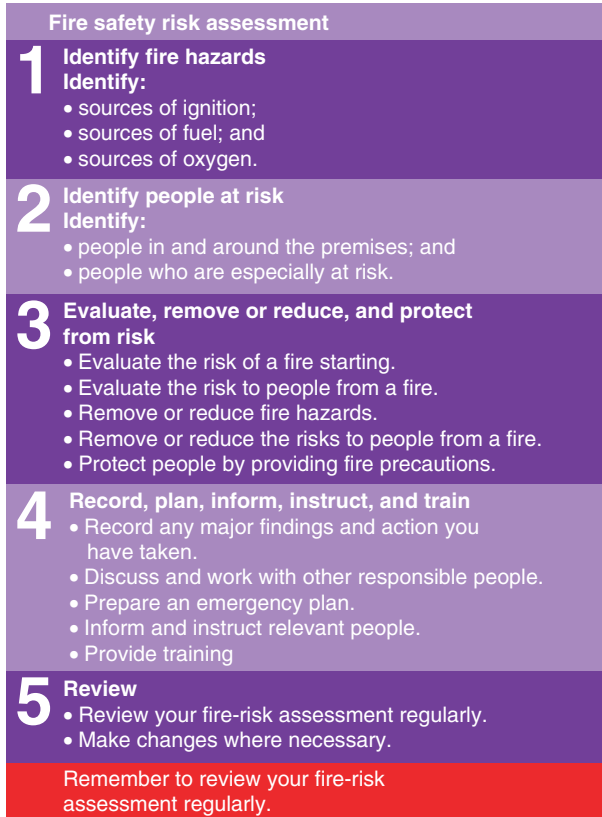 Fire safety risk assessment
1 Identify fire hazards
Identify:
• sources of ignition;
• sources of fuel; and
• sources of oxygen.
2 Identify people at risk
Identify:
• people in and around the premises; and
• people who are especially at risk.
3 Evaluate, remove or reduce, and protect
from risk
• Evaluate the risk of a fire starting.
• Evaluate the risk to people from a fire.
• Remove or reduce fire hazards.
• Remove or reduce the risks to people from a fire.
• Protect people by providing fire precautions.
4 Record, plan, inform, instruct, and train
• Record any major findings and action you
have taken.
• Discuss and work with other responsible people.
• Prepare an emergency plan.
• Inform and instruct relevant people.
• Provide training
5 Review
• Review your fire-risk assessment regularly.
• Make changes where necessary.
Remember to review your fire-risk
assessment regularly.